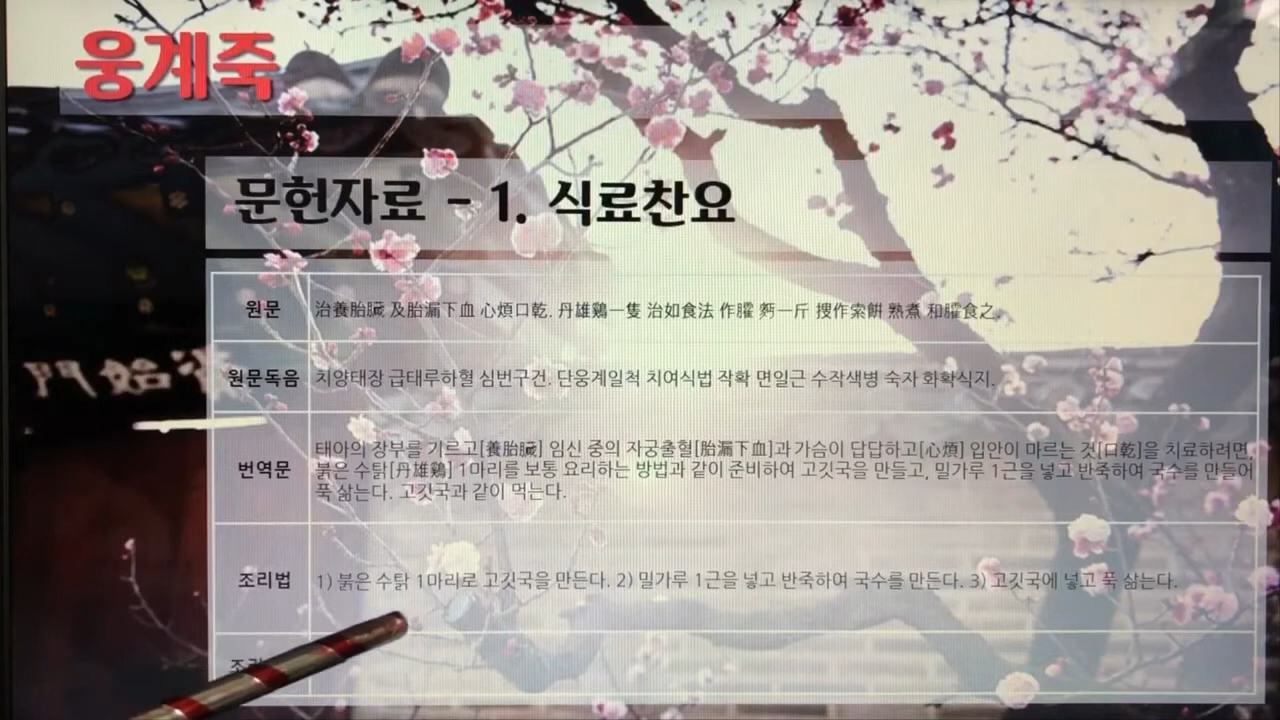 웅계죽
문헌자료 - 1. 식료찬요
원문
治養胎臟 及胎漏下血 心煩口乾. 丹雄鷄一隻 治如食法 作臛 麪一斤 搜作索餠 熟煮 和臛食之.
원문독음
치양태장 급태루하혈 심번구건. 단웅계일척 치여식법 작확 면일근 수작색병 숙자 화확식지.
번역문
태아의 장부를 기르고[養胎臟] 임신 중의 자궁출혈[胎漏下血]과 가슴이 답답하고[心煩] 입안이 마르는 것[口乾]을 치료하려면,
붉은 수탉[丹雄鷄] 1마리를 보통 요리하는 방법과 같이 준비하여 고깃국을 만들고, 밀가루 1근을 넣고 반죽하여 국수를 만들어
푹 삶는다. 고깃국과 같이 먹는다.
조리법
1) 붉은 수탉 1마리로 고깃국을 만든다. 2) 밀가루 1근을 넣고 반죽하여 국수를 만든다. 3) 고깃국에 넣고 푹 삶는다.